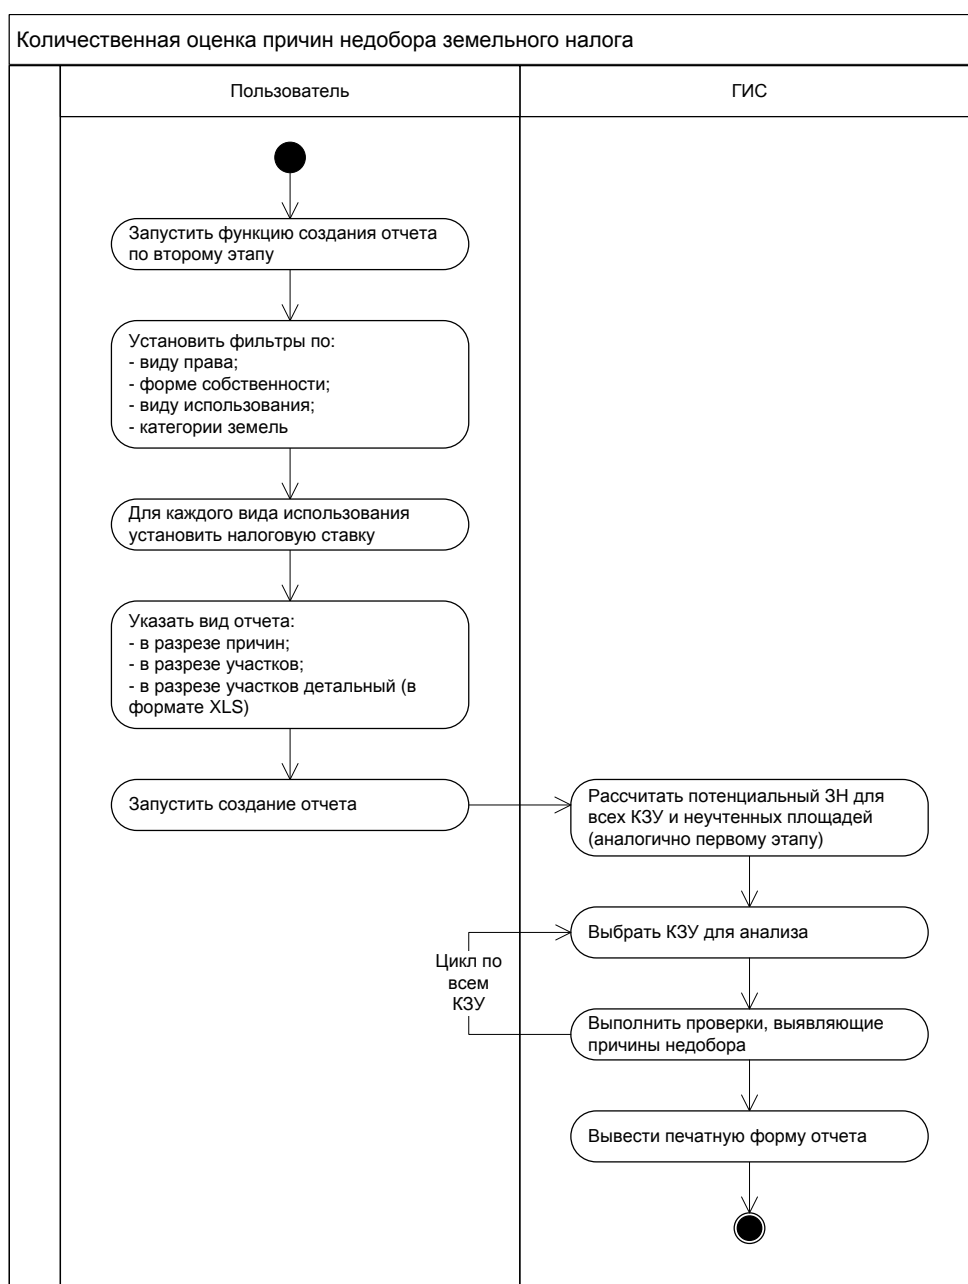 Количественная оценка причин недобора земельного налога
Пользователь
ГИС
Запустить функцию создания отчета
по второму этапу
Установить фильтры по:
- виду права;
- форме собственности;
- виду использования;
- категории земель
Для каждого вида использования
установить налоговую ставку
Указать вид отчета:
- в разрезе причин;
- в разрезе участков;
- в разрезе участков детальный (в
формате XLS)
Запустить создание отчета
Рассчитать потенциальный ЗН для
всех КЗУ и неучтенных площадей
(аналогично первому этапу)
Выбрать КЗУ для анализа
Цикл по
всем
КЗУ
Выполнить проверки, выявляющие
причины недобора
Вывести печатную форму отчета